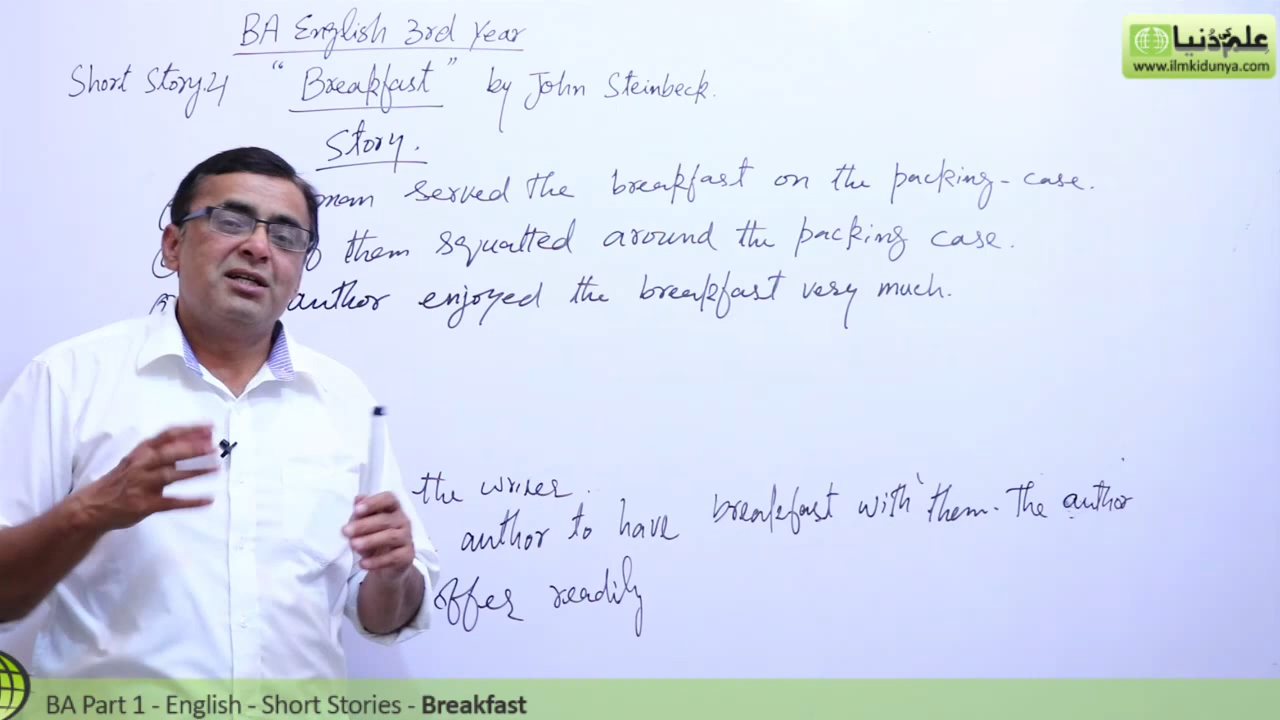 BA English 3rd Year
علم کی دُنیا
www.ilmkidunya.com
Short Story.4 "Breakfast" by John Steinbeck.
Story.
served the breakfast on the packing-case.
them squatted around the packing case.
author enjoyed the breakfast very much.
the writer.
author to have breakfast with them. The author
offer readily
BA Part 1 - English - Short Stories - Breakfast